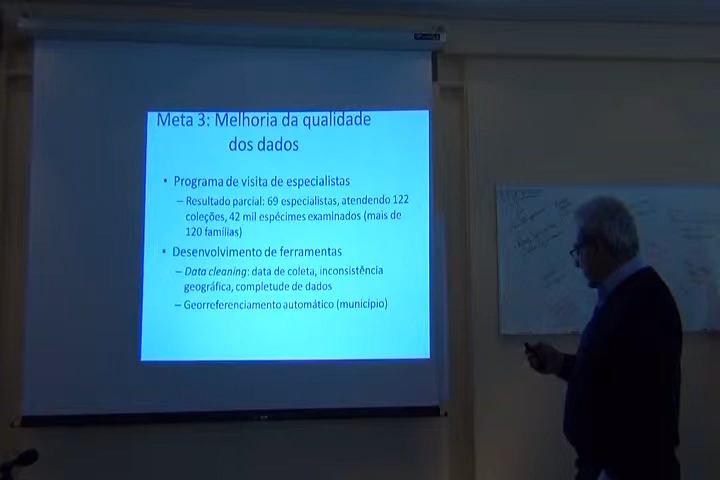 Meta 3: Melhoria da qualidade
dos dados
• Programa de visita de especialistas
– Resultado parcial: 69 especialistas, atendendo 122
coleções, 42 mil espécimes examinados (mais de
120 famílias)
• Desenvolvimento de ferramentas
– Data cleaning: data de coleta, inconsistência
geográfica, completude de dados
– Georreferenciamento automático (município)